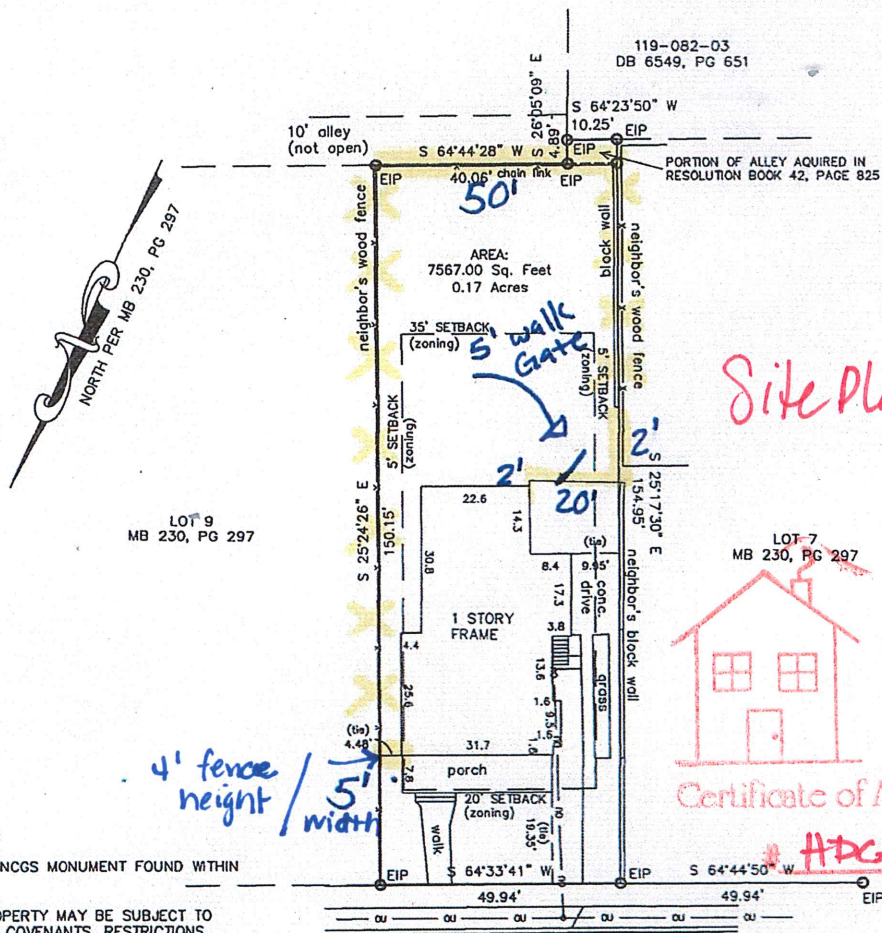 119-082-03
DB 6549, PG 651
S 26°05'09" E
4.89'
S 64°23'50" W
10.25'
EIP
10' alley
(not open)
S 64°44'28" W
EIP
EIP
40.06'
chain link
EIP
PORTION OF ALLEY AQUIRED IN
RESOLUTION BOOK 42, PAGE 825
50'
NORTH PER MB 230, PG 297
neighbor's wood fence
block wall
neighbor's wood fence
AREA:
7567.00 Sq. Feet
0.17 Acres
35' SETBACK
(zoning)
5' walk
Gate
5' SETBACK
(zoning)
5' SETBACK
(zoning)
2'
2'
20'
S 25°17'30" E
154.95'
22.6
14.3
S 25°24'26" E
150.15'
LOT 9
MB 230, PG 297
LOT 7
MB 230, PG 297
30.8
(tie)
8.4
9.95'
17.3
conc.
drive
neighbor's block wall
1 STORY
FRAME
3.8
4.4
13.6
grass
25.6
1.6
9.5
1.6
1.6
(tie)
4.48'
31.7
7.8
porch
4' fence
height /
5'
width
20' SETBACK
(zoning)
19.35'
(tie)
walk
Certificate of
NCGS MONUMENT FOUND WITHIN
S 64°33'41" W
EIP
S 64°44'50" W
# HDC
49.94'
49.94'
EIP
OPERTY MAY BE SUBJECT TO
COVENANTS, RESTRICTIONS